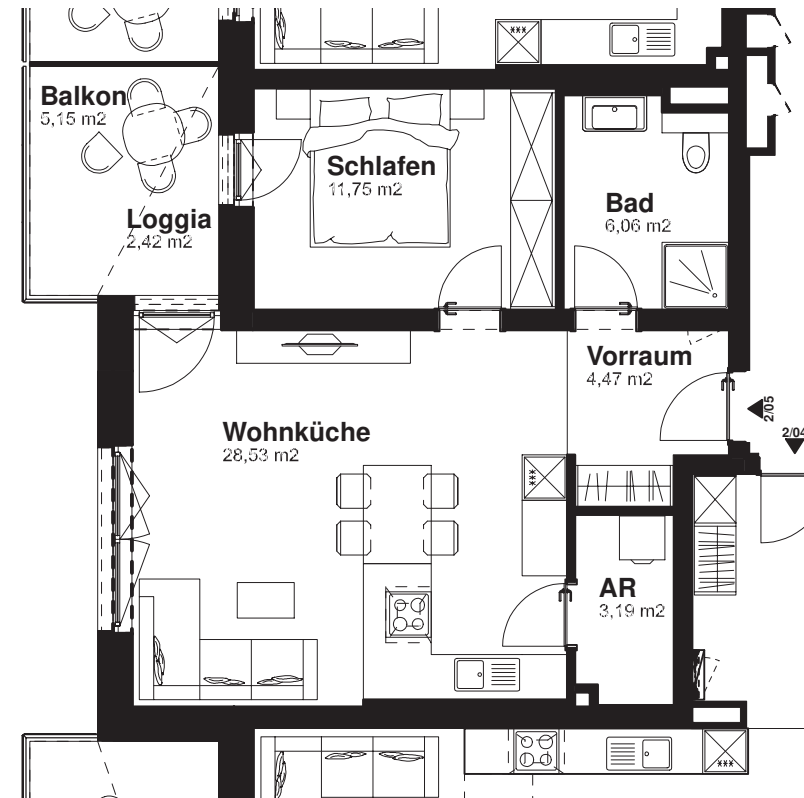 Balkon
5,15 m2
Schlafen
11,75 m2
Loggia
2,42 m2
Bad
6,06 m2
Vorraum
4,47 m2
2/05
2/04
Wohnküche
28,53 m2
AR
3,19 m2